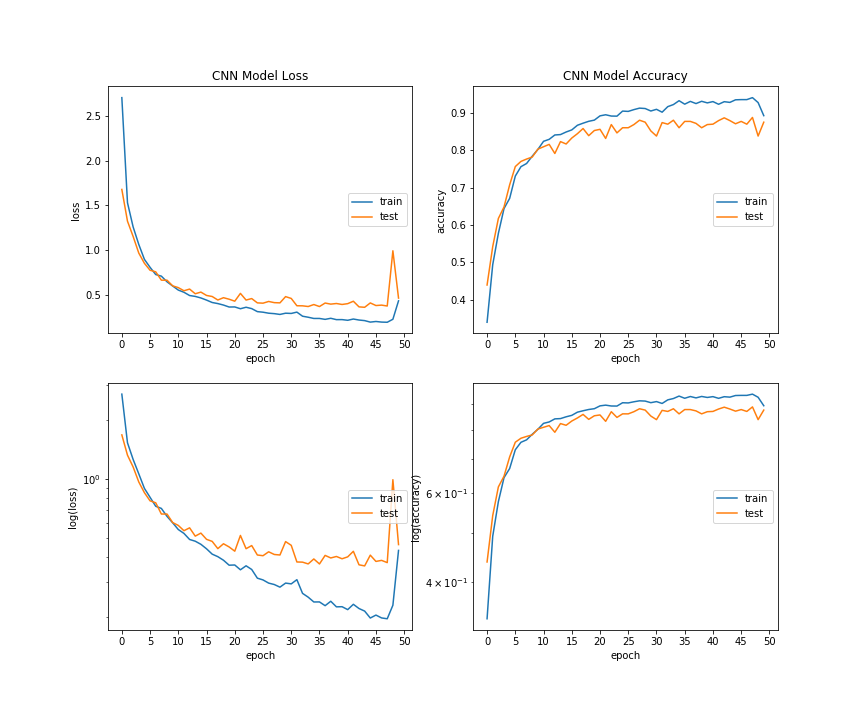 CNN Model Loss
2.5
2.0
1.5
1.0
0.5
loss
train
test
0 5 10 15 20 25 30 35 40 45 50
epoch
CNN Model Accuracy
0.9
0.8
0.7
0.6
0.5
0.4
accuracy
train
test
0 5 10 15 20 25 30 35 40 45 50
epoch
10⁰
log(loss)
train
test
0 5 10 15 20 25 30 35 40 45 50
epoch
6 × 10⁻¹
4 × 10⁻¹
log(accuracy)
train
test
0 5 10 15 20 25 30 35 40 45 50
epoch